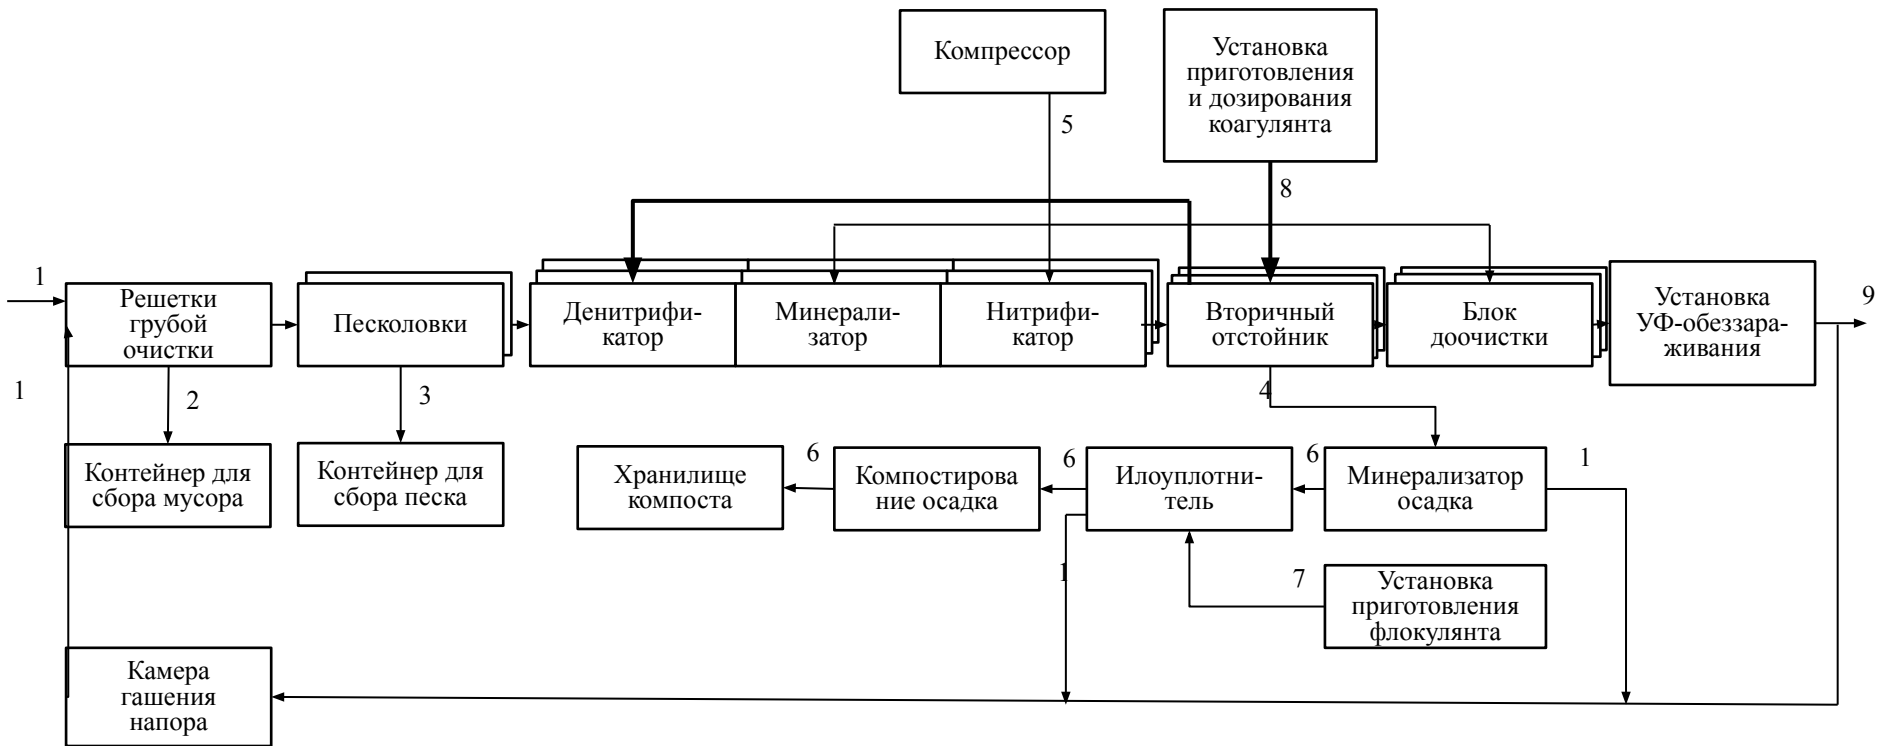 Компрессор
Установка
приготовления
и дозирования
коагулянта
5
8
1
Решетки
грубой
очистки
Песколовки
Денитрифи-
катор
Минерали-
затор
Нитрифи-
катор
Вторичный
отстойник
Блок
доочистки
Установка
УФ-обеззара-
живания
9
1
2
3
4
Контейнер для
сбора мусора
Контейнер для
сбора песка
Хранилище
компоста
6
Компостирова
ние осадка
6
Илоуплотни-
тель
6
Минерализатор
осадка
1
1
7
Установка
приготовления
флокулянта
Камера
гашения
напора